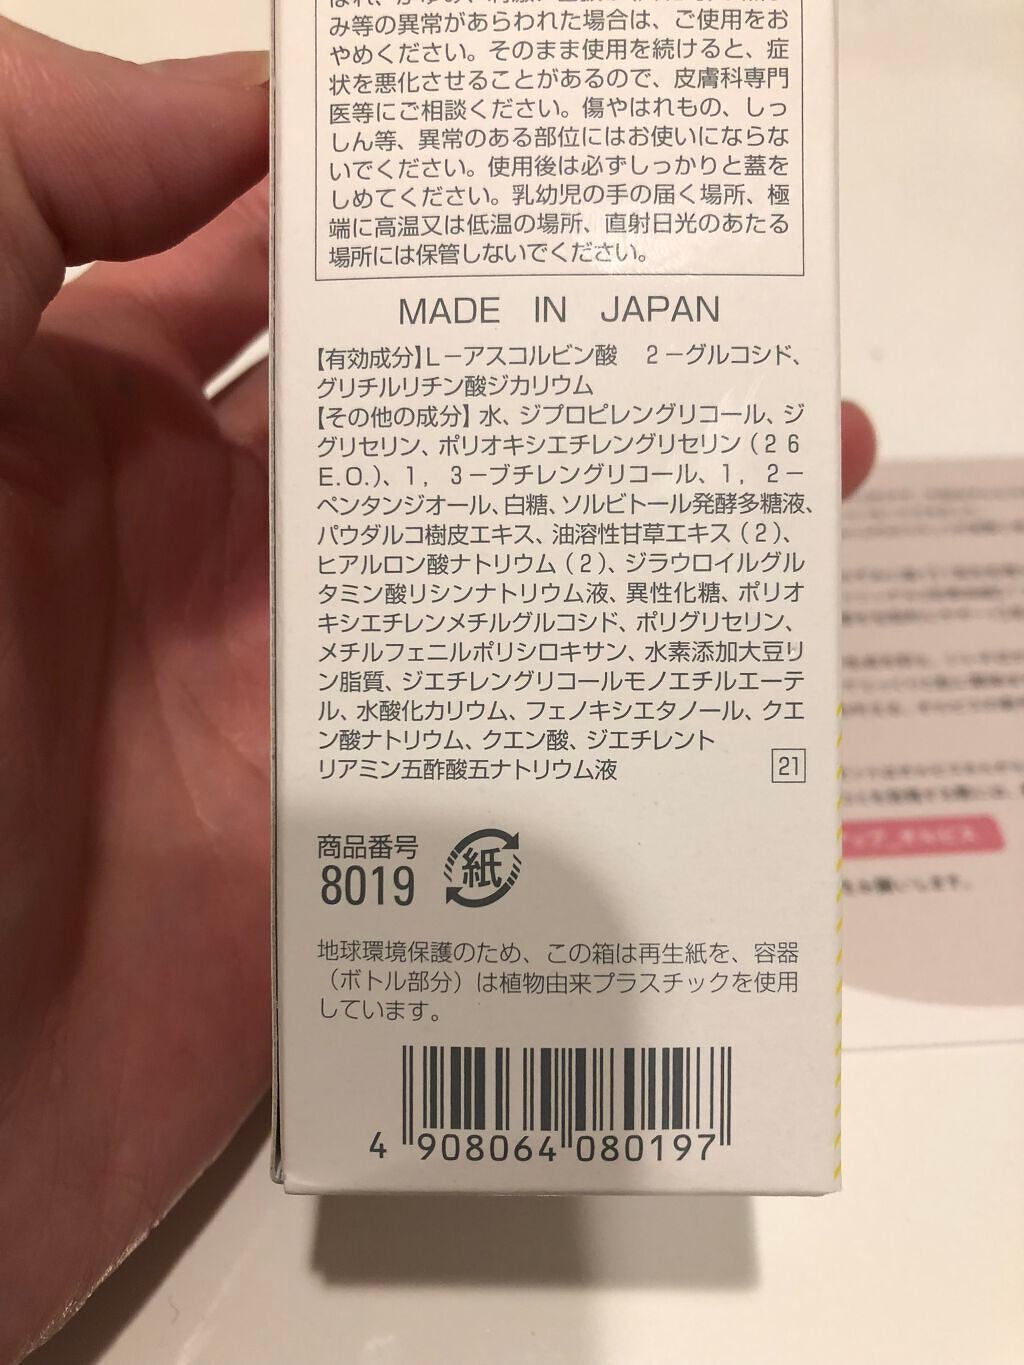 み等の異常があらわれた場合は、ご使用をお
やめください。そのまま使用を続けると、症
状を悪化させることがあるので、皮膚科専門
医等にご相談ください。傷やはれもの、しっ
しん等、異常のある部位にはお使いにならな
いでください。使用後は必ずしっかりと蓋を
しめてください。乳幼児の手の届く場所、極
端に高温又は低温の場所、直射日光のあたる
場所には保管しないでください。
MADE IN JAPAN
【有効成分】L－アスコルビン酸　2－グルコシド、
グリチルリチン酸ジカリウム
【その他の成分】水、ジプロピレングリコール、ジ
グリセリン、ポリオキシエチレングリセリン（２６
E.O.）、１，３－ブチレングリコール、１，２－
ペンタンジオール、白糖、ソルビトール発酵多糖液、
パウダルコ樹皮エキス、油溶性甘草エキス（２）、
ヒアルロン酸ナトリウム（２）、ジラウロイルグル
タミン酸リシンナトリウム液、異性化糖、ポリオ
キシエチレンメチルグルコシド、ポリグリセリン、
メチルフェニルポリシロキサン、水素添加大豆リ
ン脂質、ジエチレングリコールモノエチルエーテ
ル、水酸化カリウム、フェノキシエタノール、クエ
ン酸ナトリウム、クエン酸、ジエチレント
リアミン五酢酸五ナトリウム液
21
商品番号
8019
紙
地球環境保護のため、この箱は再生紙を、容器
（ボトル部分）は植物由来プラスチックを使用
しています。
4 908064 080197